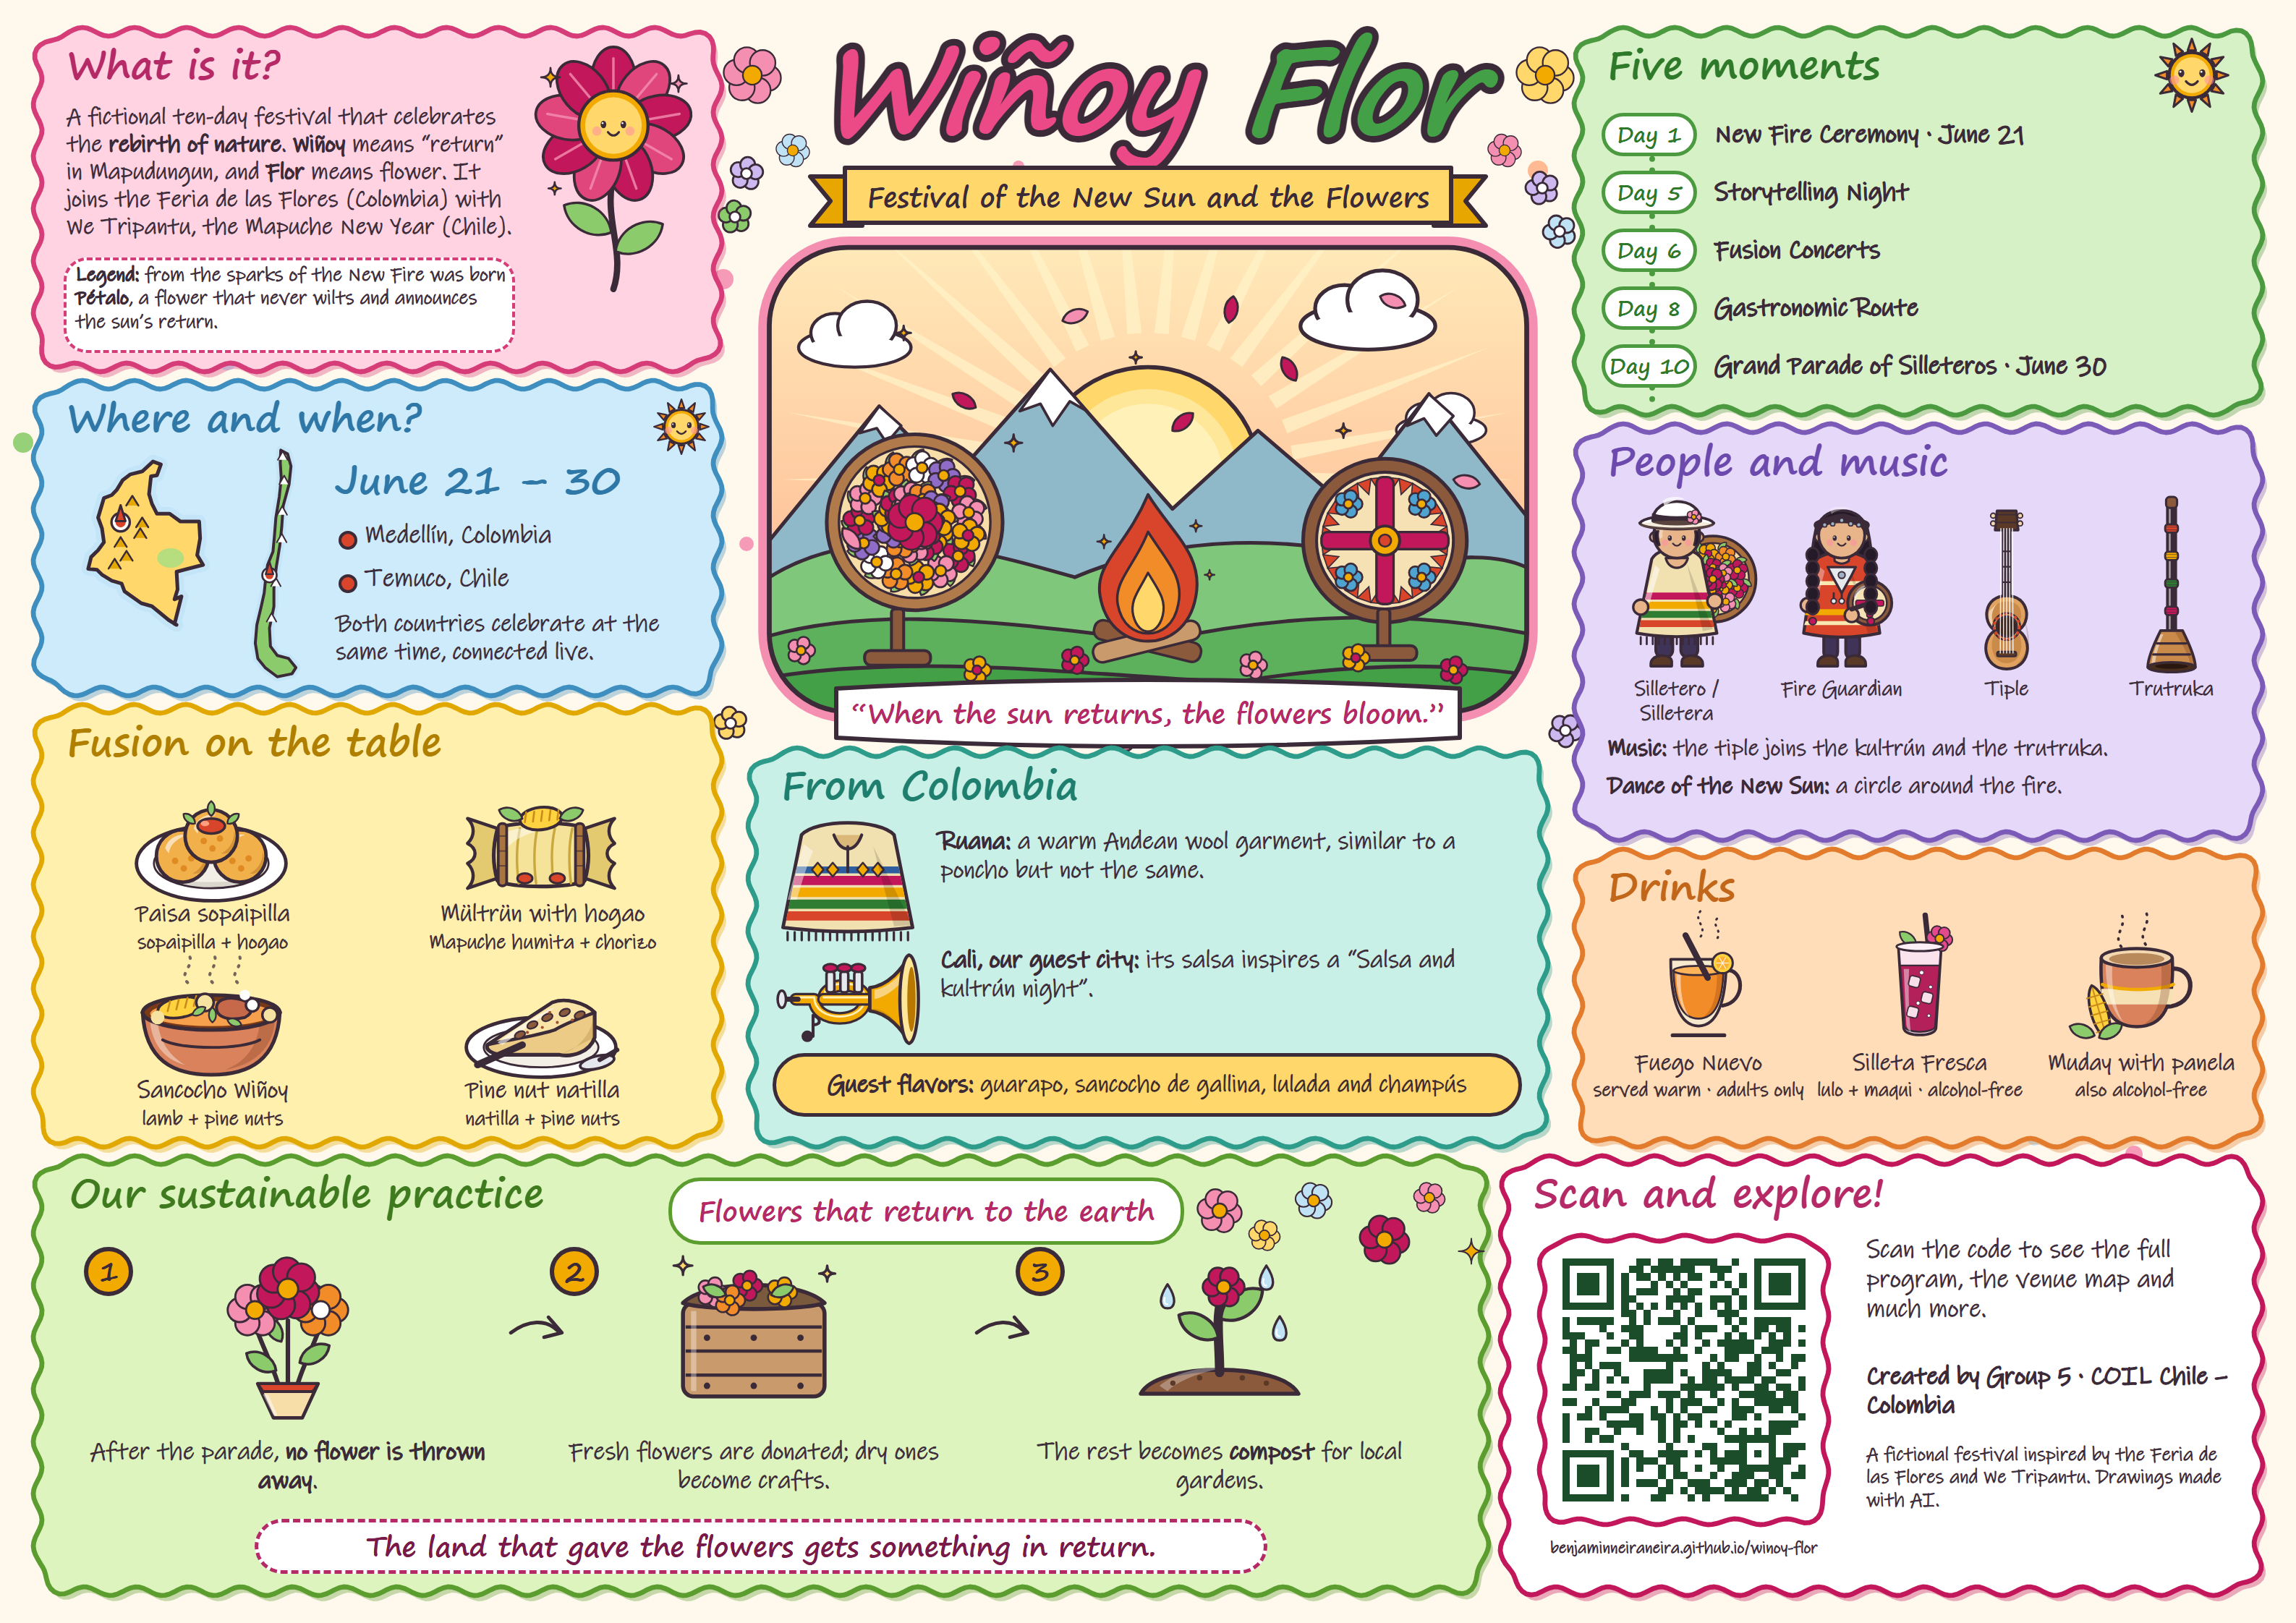 Wiñoy Flor
Festival of the New Sun and the Flowers
“When the sun returns, the flowers bloom.”
What is it?
A fictional ten-day festival that celebrates
the rebirth of nature. Wiñoy means “return”
in Mapudungun, and Flor means flower. It
joins the Feria de las Flores (Colombia) with
We Tripantu, the Mapuche New Year (Chile).
Legend: from the sparks of the New Fire was born
Pétalo, a flower that never wilts and announces
the sun’s return.
Where and when?
June 21 – 30
Medellín, Colombia
Temuco, Chile
Both countries celebrate at the
same time, connected live.
Fusion on the table
Paisa sopaipilla
sopaipilla + hogao
Mültrün with hogao
Mapuche humita + chorizo
Sancocho Wiñoy
lamb + pine nuts
Pine nut natilla
natilla + pine nuts
From Colombia
Ruana: a warm Andean wool garment, similar to a
poncho but not the same.
Cali, our guest city: its salsa inspires a “Salsa and
kultrún night”.
Guest flavors: guarapo, sancocho de gallina, lulada and champús
Five moments
Day 1 New Fire Ceremony · June 21
Day 5 Storytelling Night
Day 6 Fusion Concerts
Day 8 Gastronomic Route
Day 10 Grand Parade of Silleteros · June 30
People and music
Silletero /
Silletera
Fire Guardian
Tiple
Trutruka
Music: the tiple joins the kultrún and the trutruka.
Dance of the New Sun: a circle around the fire.
Drinks
Fuego Nuevo
served warm · adults only
Silleta Fresca
lulo + maqui · alcohol-free
Muday with panela
also alcohol-free
Our sustainable practice
Flowers that return to the earth
1
After the parade, no flower is thrown
away.
2
Fresh flowers are donated; dry ones
become crafts.
3
The rest becomes compost for local
gardens.
The land that gave the flowers gets something in return.
Scan and explore!
Scan the code to see the full
program, the venue map and
much more.
Created by Group 5 · COIL Chile –
Colombia
A fictional festival inspired by the Feria de
las Flores and We Tripantu. Drawings made
with AI.
benjaminneiraneira.github.io/winoy-flor